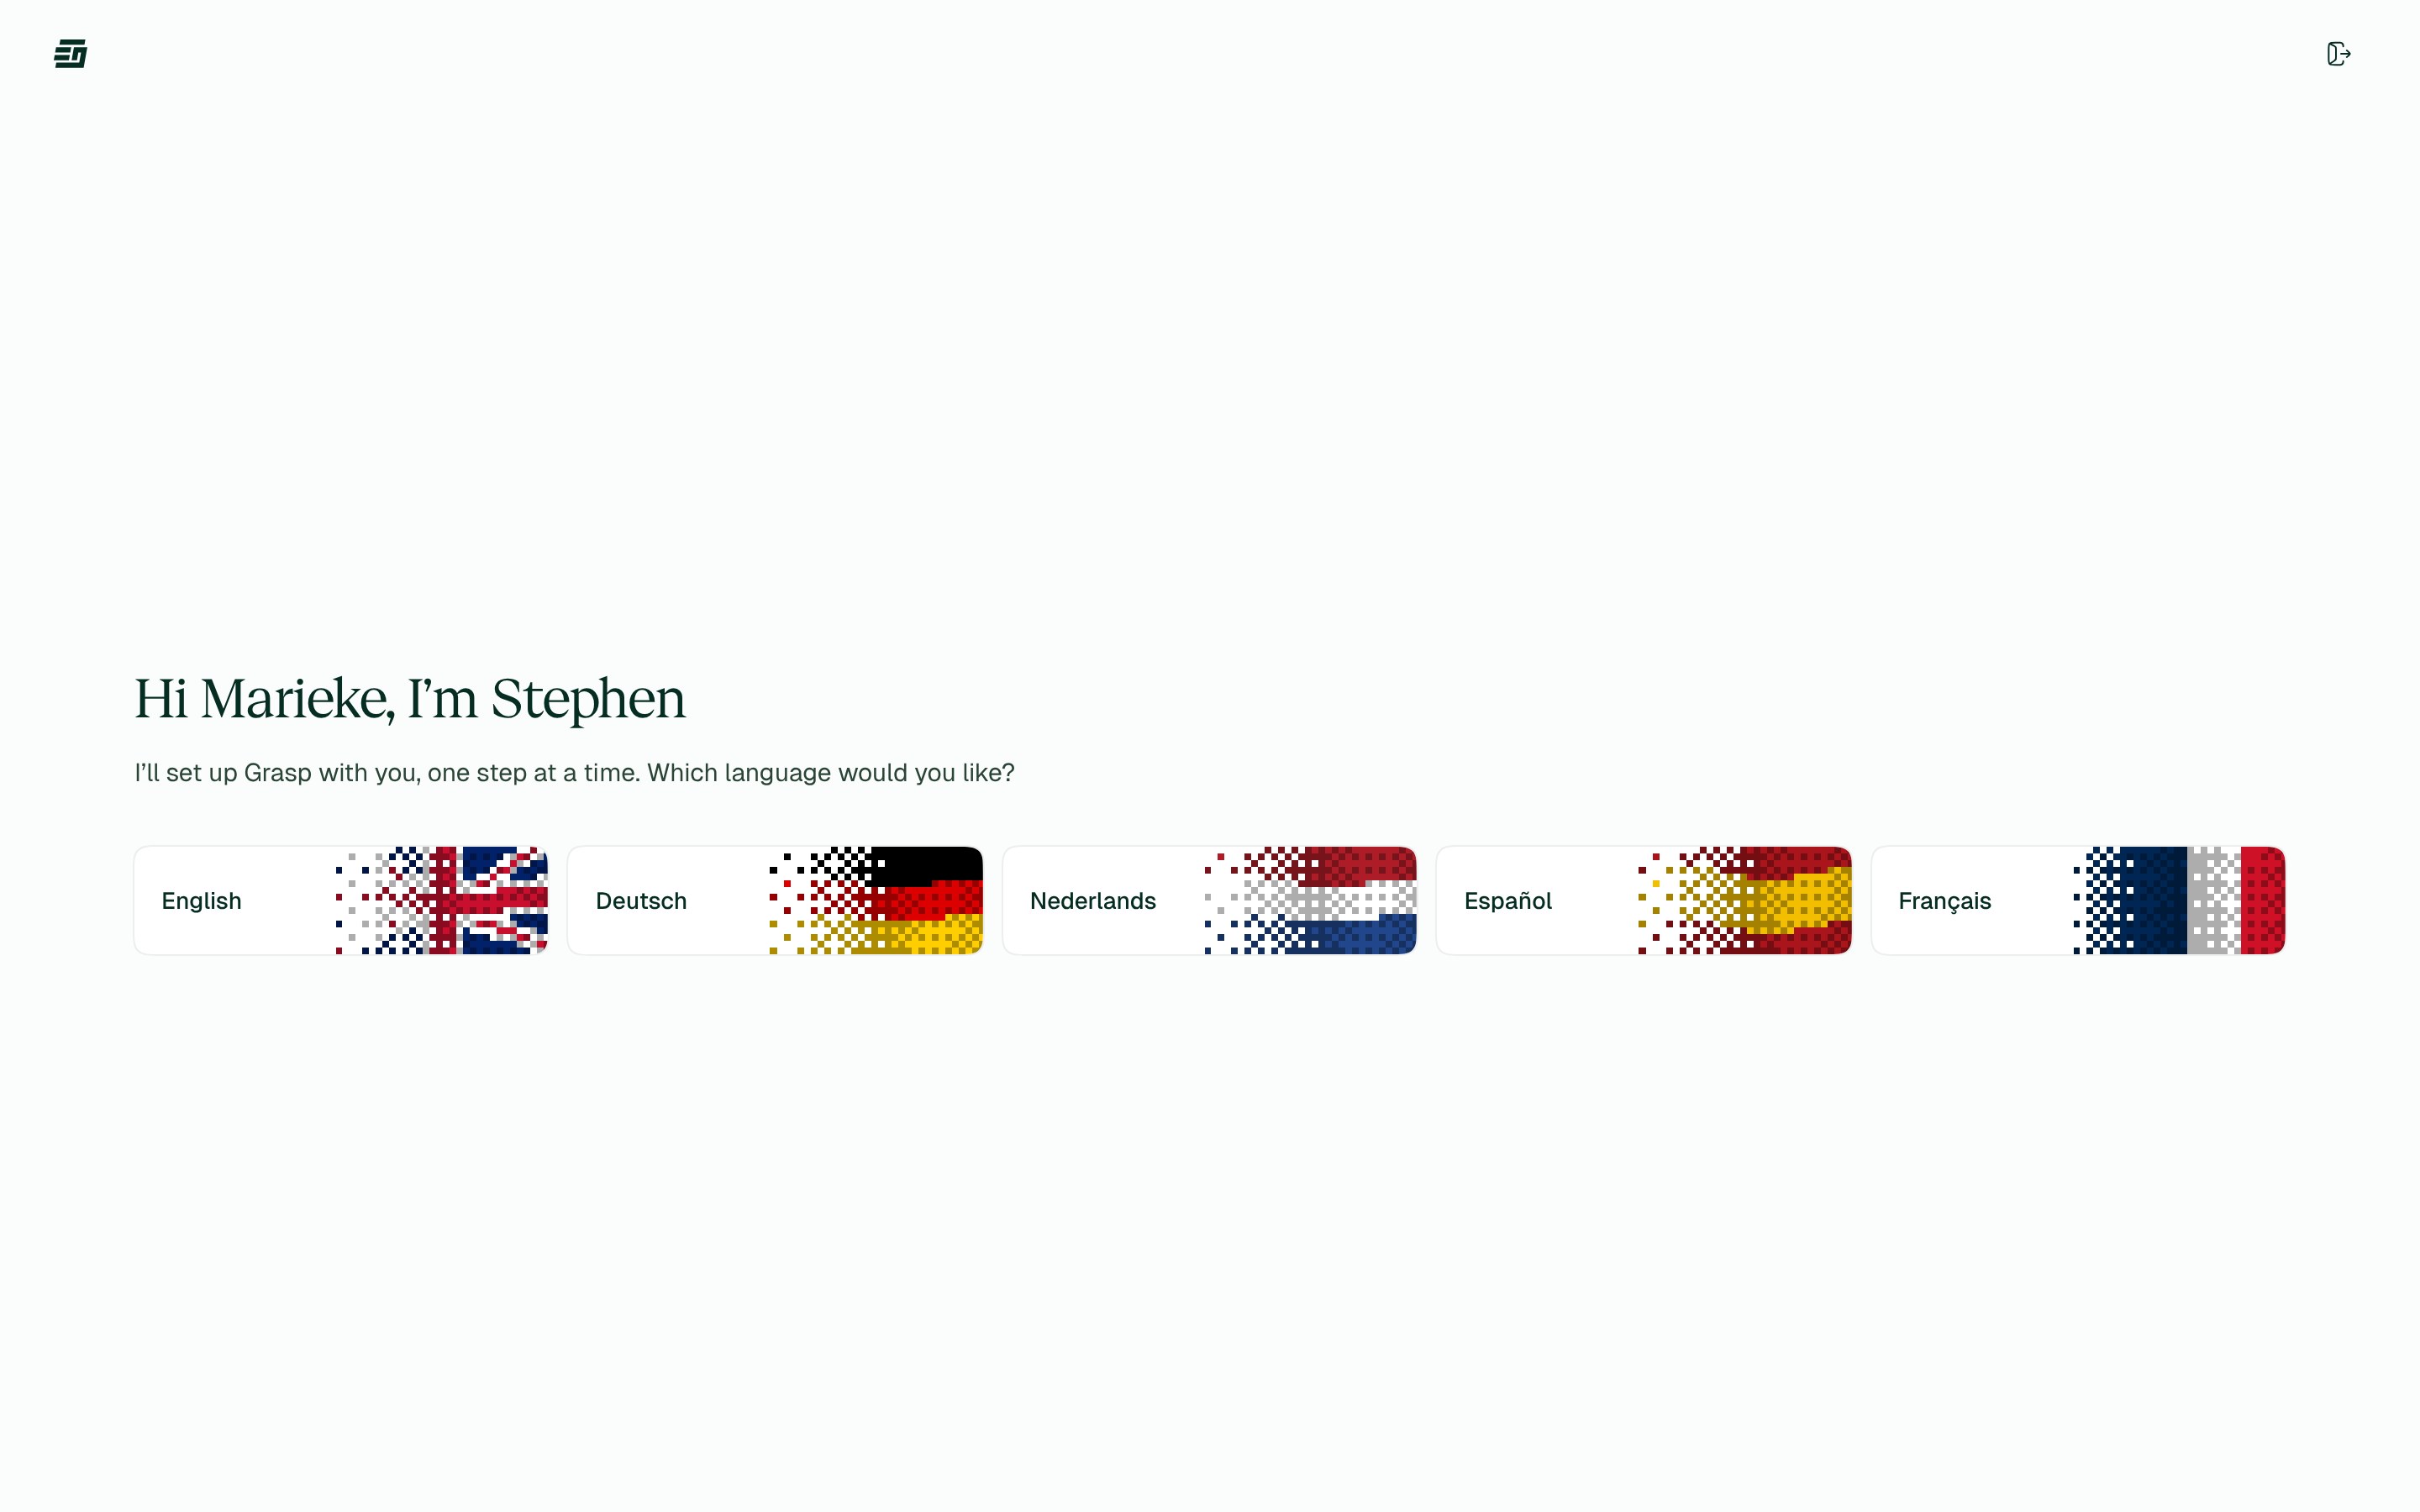 Hi Marieke, I’m Stephen
I’ll set up Grasp with you, one step at a time. Which language would you like?
English
Deutsch
Nederlands
Español
Français